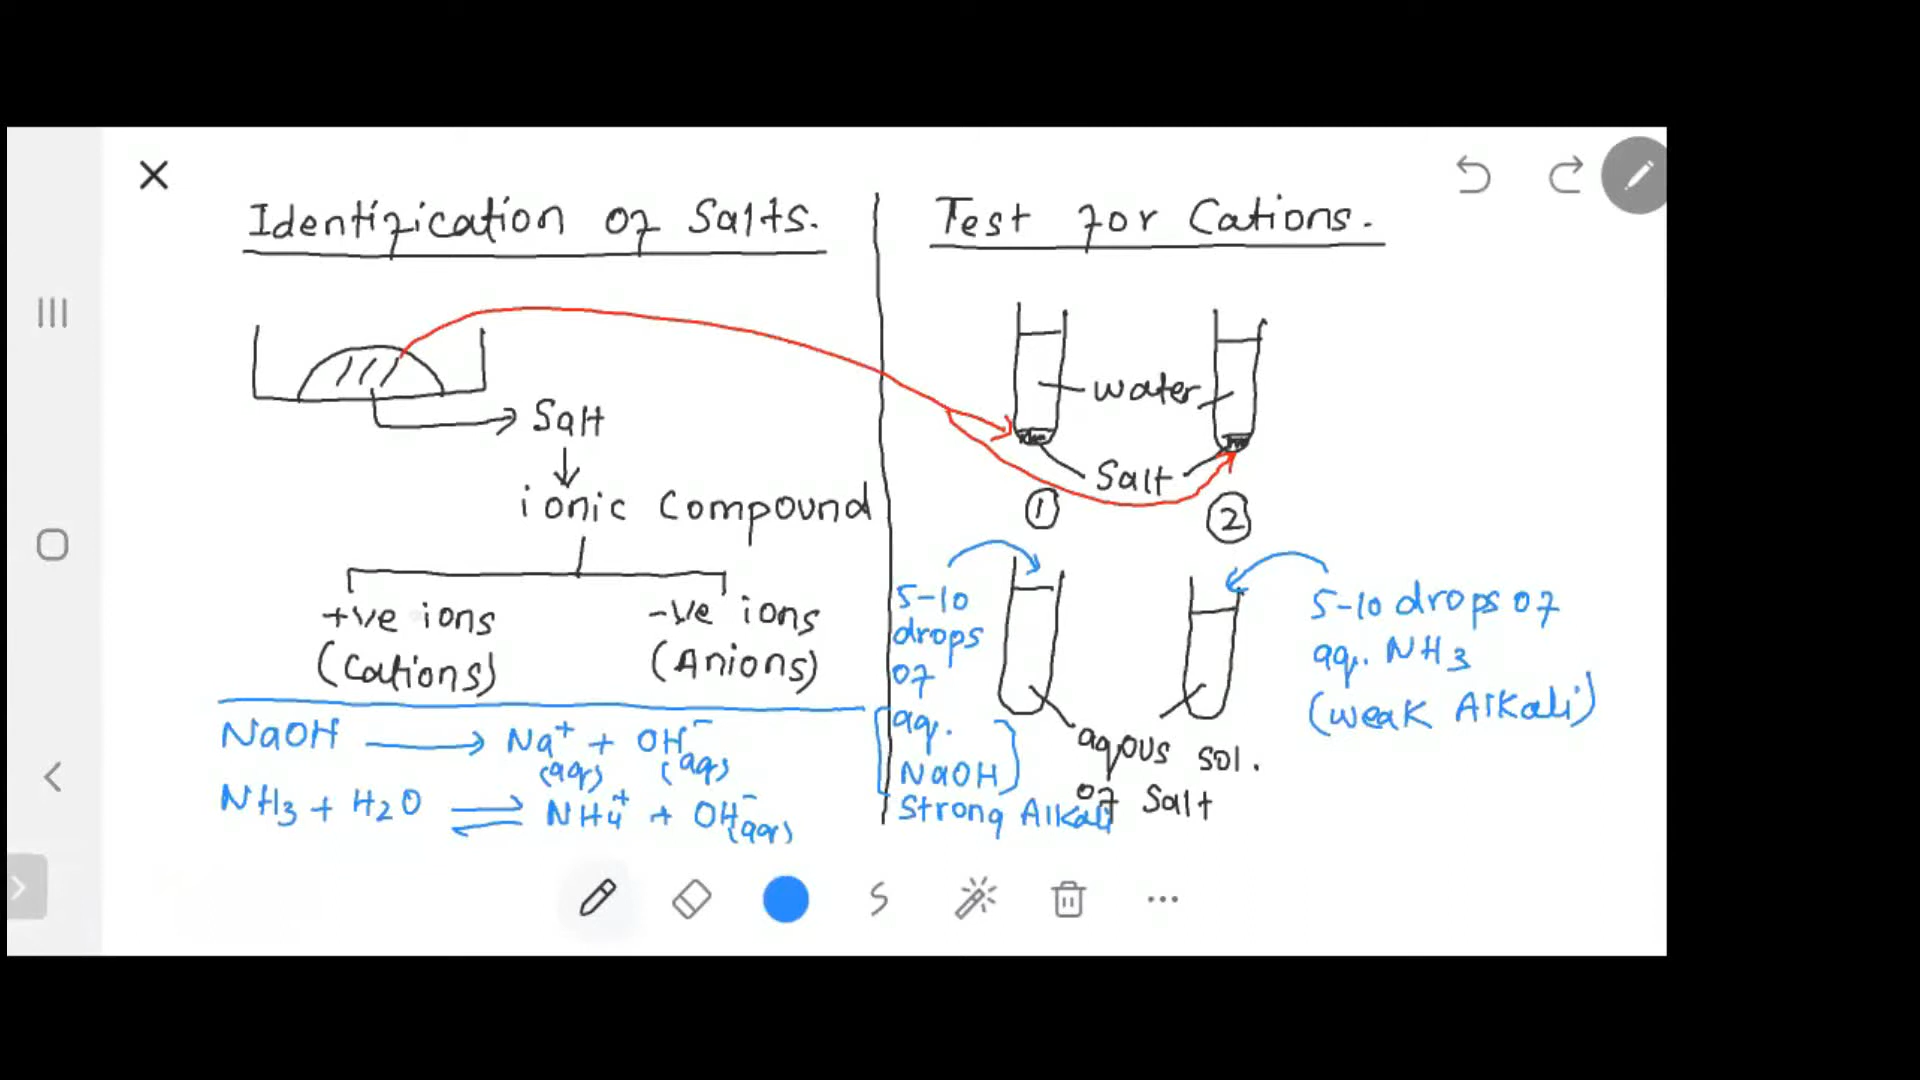 Identification of Salts.
Salt
ionic compound
+ve ions
(Cations)
-ve ions
(Anions)
NaOH → Na⁺(aq) + OH⁻(aq)
NH3 + H2O ⇌ NH4⁺ + OH⁻(aq)
Test for Cations.
water
Salt
① ②
5-10
drops
of
aq.
NaOH
Strong Alkali
aqous sol.
of Salt
5-10 drops of
aq. NH3
(weak Alkali)